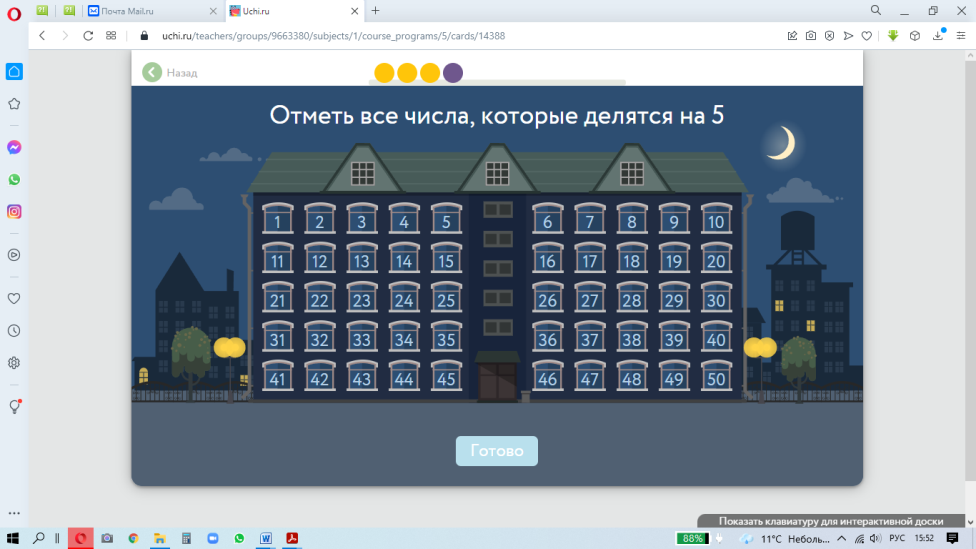 Почта Mail.ru
Uchi.ru
uchi.ru/teachers/groups/9663380/subjects/1/course_programs/5/cards/14388
Назад
Отметь все числа, которые делятся на 5
1 2 3 4 5 6 7 8 9 10
11 12 13 14 15 16 17 18 19 20
21 22 23 24 25 26 27 28 29 30
31 32 33 34 35 36 37 38 39 40
41 42 43 44 45 46 47 48 49 50
Готово
Показать клавиатуру для интерактивной доски
88% 11°C Неболь... РУС 15:52